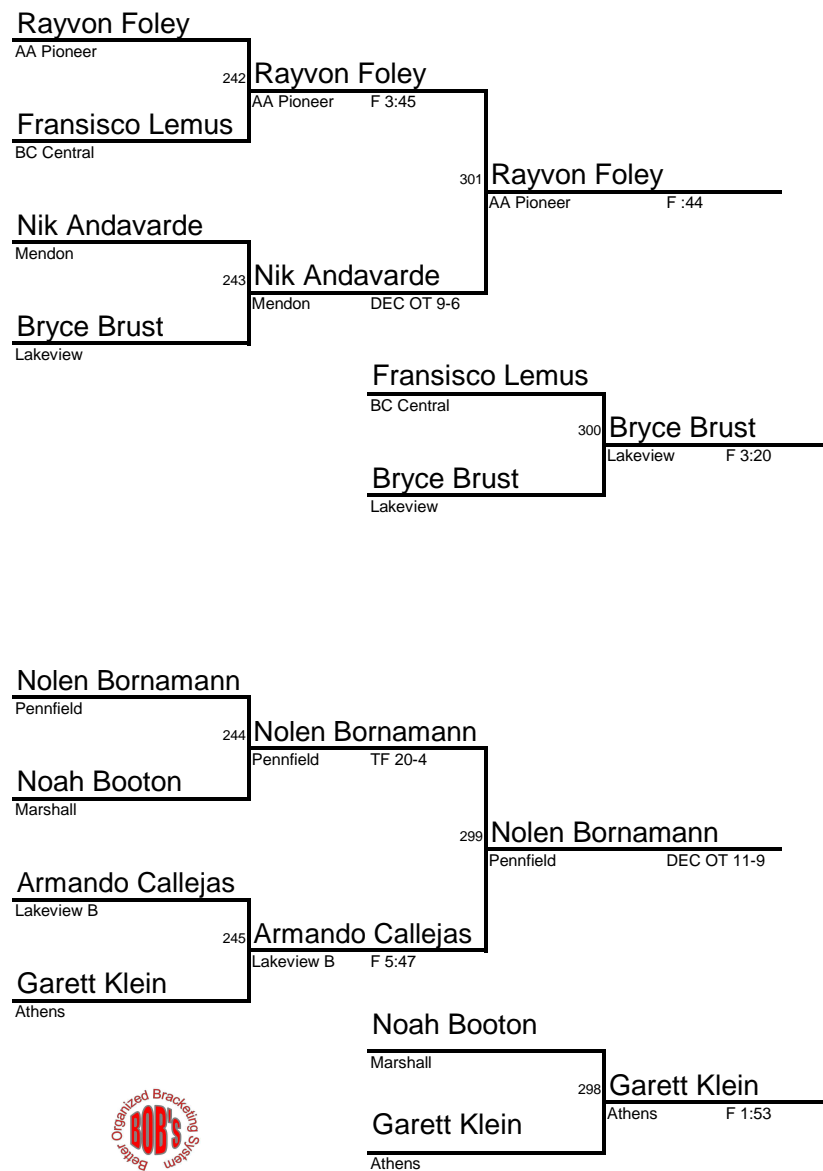 Rayvon Foley
AA Pioneer
242 Rayvon Foley
AA Pioneer F 3:45
Fransisco Lemus
BC Central
301 Rayvon Foley
AA Pioneer F :44
Nik Andavarde
Mendon
243 Nik Andavarde
Mendon DEC OT 9-6
Bryce Brust
Lakeview
Fransisco Lemus
BC Central
300 Bryce Brust
Lakeview F 3:20
Bryce Brust
Lakeview
Nolen Bornamann
Pennfield
244 Nolen Bornamann
Pennfield TF 20-4
Noah Booton
Marshall
299 Nolen Bornamann
Pennfield DEC OT 11-9
Armando Callejas
Lakeview B
245 Armando Callejas
Lakeview B F 5:47
Garett Klein
Athens
Noah Booton
Marshall
298 Garett Klein
Athens F 1:53
Garett Klein
Athens
Better Organized Bracketing System
BOB'S